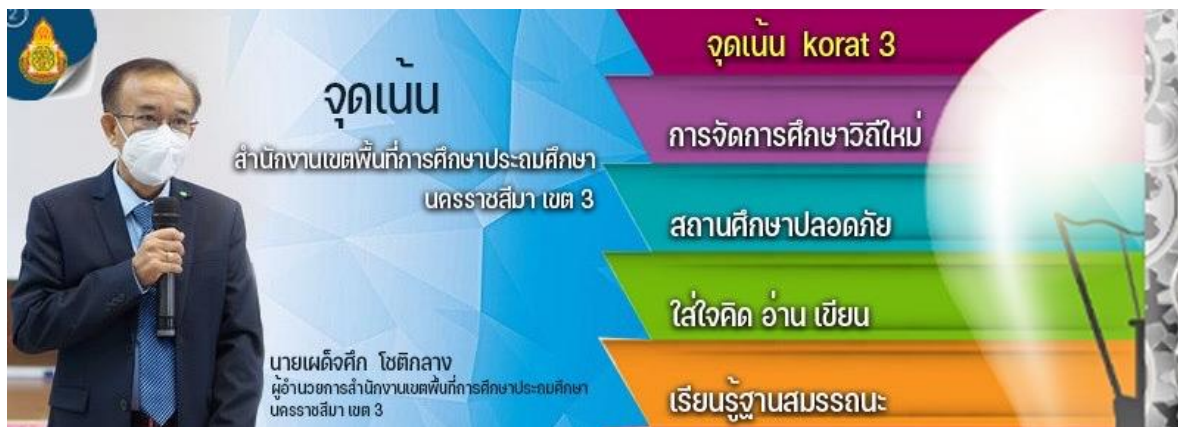 จุดเน้น
สำนักงานเขตพื้นที่การศึกษาประถมศึกษา
นครราชสีมา เขต 3
นายเผด็จศึก โชติกลาง
ผู้อำนวยการสำนักงานเขตพื้นที่การศึกษาประถมศึกษา
นครราชสีมา เขต 3
จุดเน้น korat 3
การจัดการศึกษาวิถีใหม่
สถานศึกษาปลอดภัย
ใส่ใจคิด อ่าน เขียน
เรียนรู้ฐานสมรรถนะ